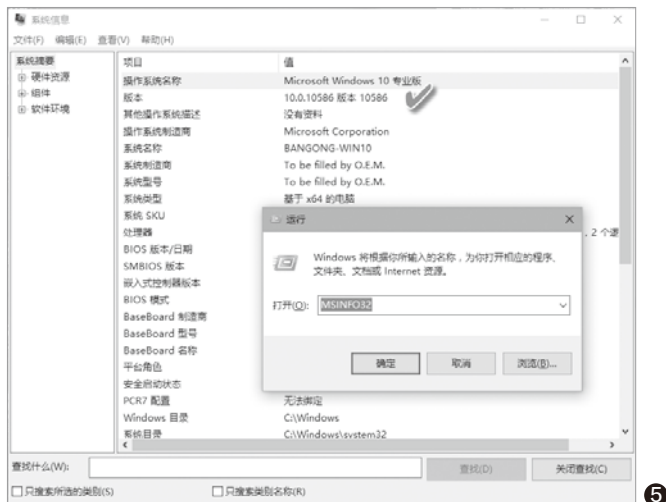 系统信息
文件(F) 编辑(E) 查看(V) 帮助(H)
系统摘要
硬件资源
组件
软件环境
项目 值
操作系统名称 Microsoft Windows 10 专业版
版本 10.0.10586 版本 10586
其他操作系统描述 没有资料
操作系统制造商 Microsoft Corporation
系统名称 BANGONG-WIN10
系统制造商 To be filled by O.E.M.
系统型号 To be filled by O.E.M.
系统类型 基于 x64 的电脑
系统 SKU
处理器 , 2 个逻
BIOS 版本/日期
SMBIOS 版本
嵌入式控制器版本
BIOS 模式
BaseBoard 制造商
BaseBoard 型号
BaseBoard 名称
平台角色
安全启动状态
PCR7 配置 无法绑定
Windows 目录 C:\Windows
系统目录 C:\Windows\system32
运行
Windows 将根据你所输入的名称，为你打开相应的程序、
文件夹、文档或 Internet 资源。
打开(O): MSINFO32
确定 取消 浏览(B)...
查找什么(W): 查找(D) 关闭查找(C)
只搜索所选的类别(S) 只搜索类别名称(R)
❺